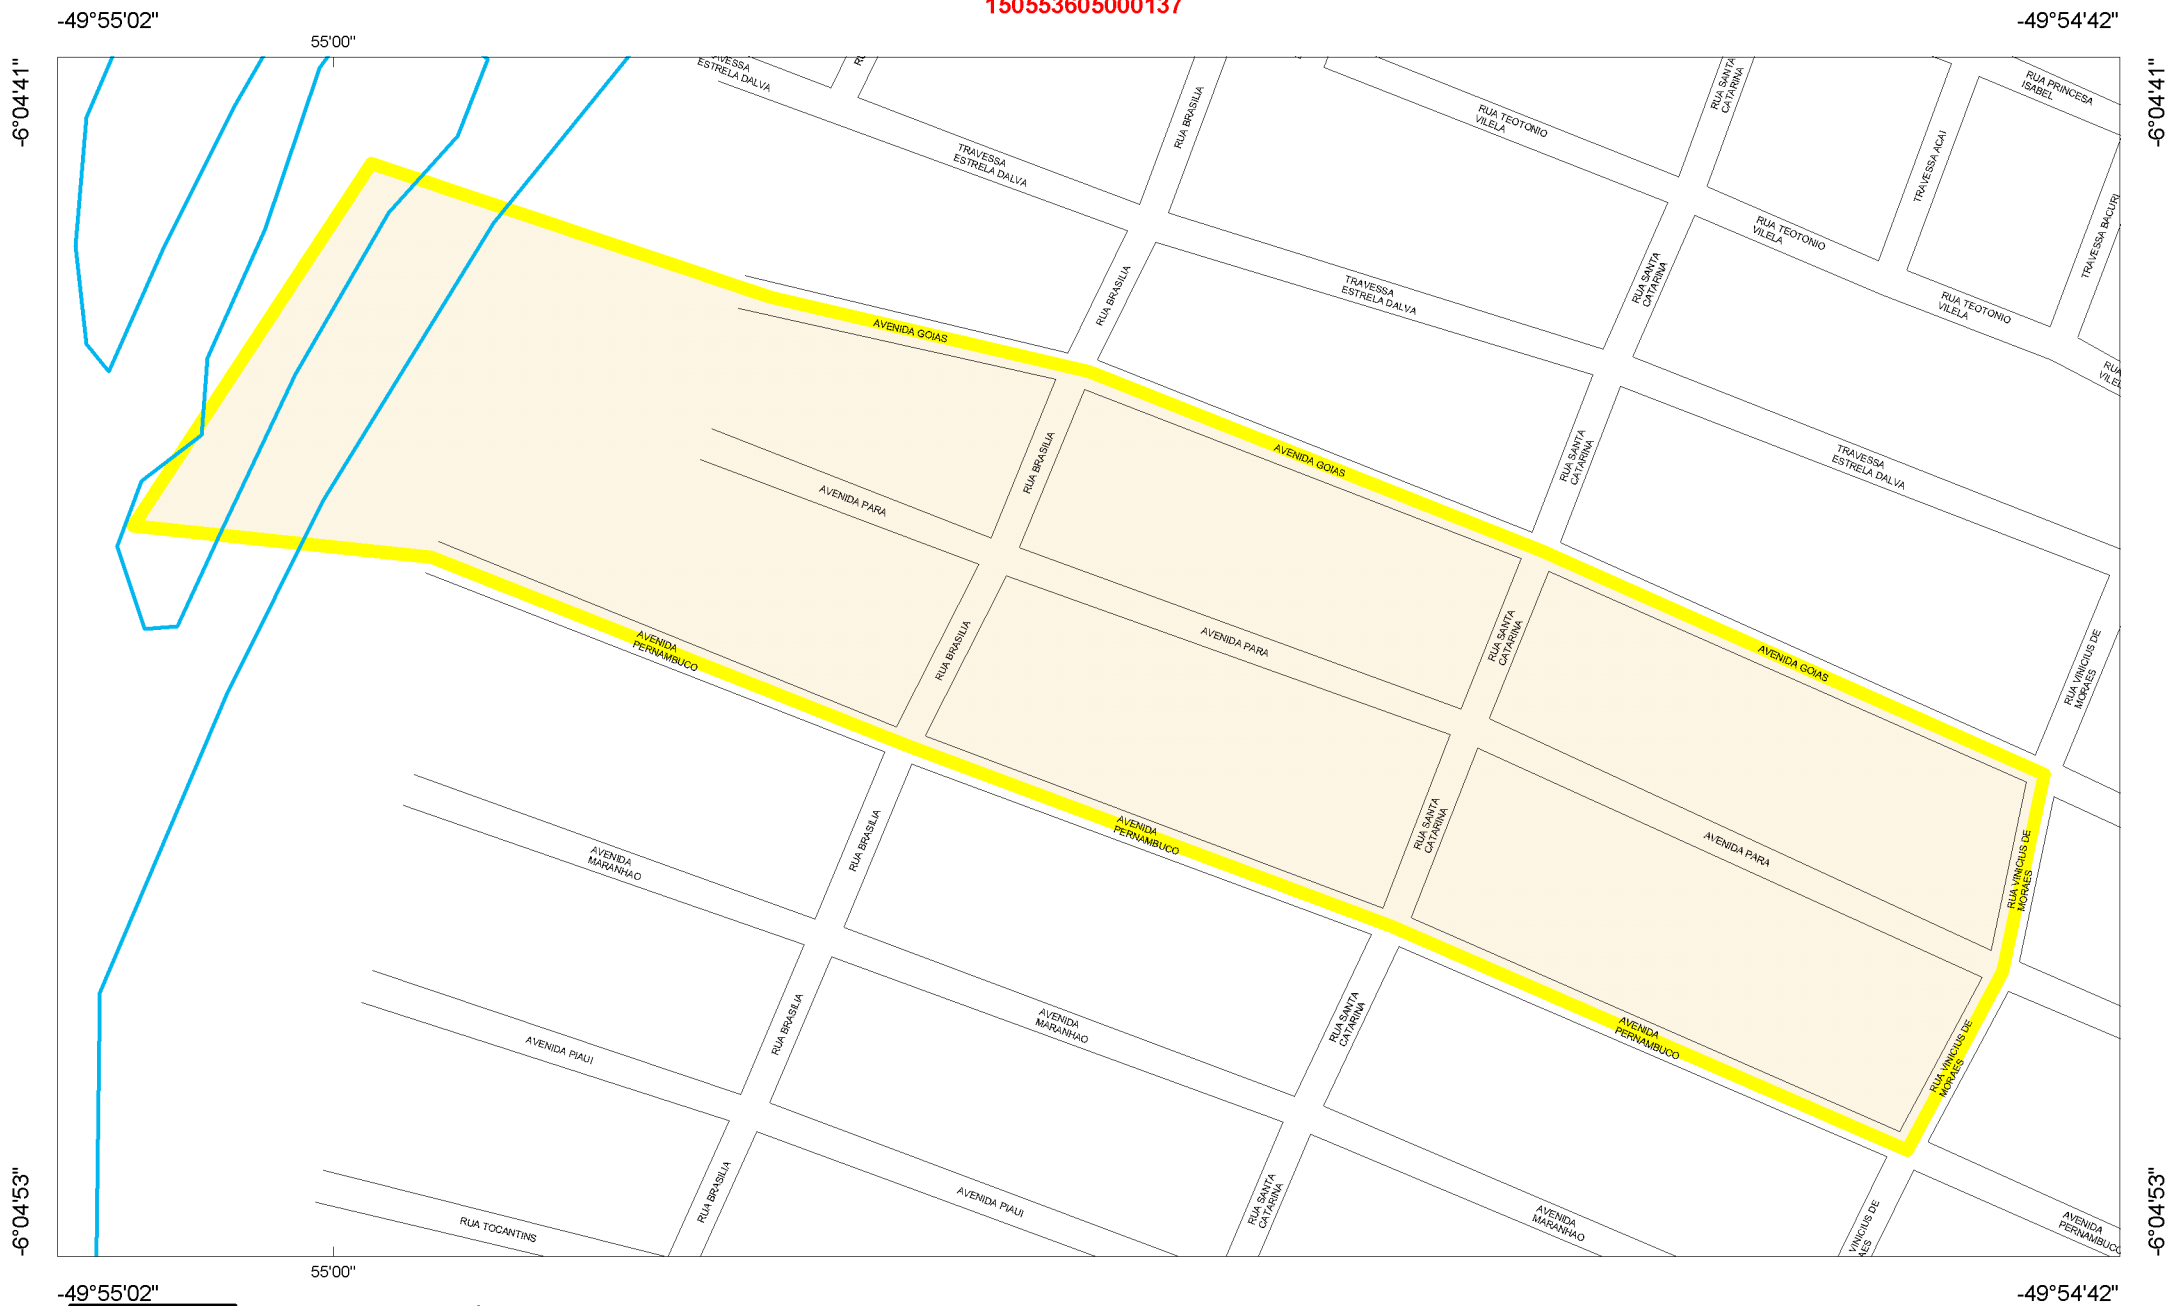 150553605000137
-49°55'02"
-49°54'42"
55'00"
-6°04'41"
-6°04'41"
ESTRELA DALVA
RUA BRASILIA
RUA SANTA
CATARINA
RUA PRINCESA
ISABEL
RUA TEOTONIO
VILELA
TRAVESSA
ESTRELA DALVA
TRAVESSA ACAI
TRAVESSA BACURI
RUA TEOTONIO
VILELA
RUA BRASILIA
TRAVESSA
ESTRELA DALVA
RUA SANTA
CATARINA
RUA TEOTONIO
VILELA
AVENIDA GOIAS
RUA
AVENIDA GOIAS
RUA BRASILIA
RUA SANTA
CATARINA
TRAVESSA
ESTRELA DALVA
AVENIDA PARA
AVENIDA
PERNAMBUCO
RUA BRASILIA
AVENIDA PARA
RUA SANTA
CATARINA
AVENIDA GOIAS
RUA VINICIUS DE
MORAES
AVENIDA
MARANHAO
RUA BRASILIA
AVENIDA
PERNAMBUCO
RUA SANTA
CATARINA
AVENIDA PARA
RUA VINICIUS DE
MORAES
AVENIDA PIAUI
RUA BRASILIA
AVENIDA
MARANHAO
RUA SANTA
CATARINA
AVENIDA
PERNAMBUCO
RUA VINICIUS DE
MORAES
RUA TOCANTINS
RUA BRASILIA
AVENIDA PIAUI
RUA SANTA
CATARINA
AVENIDA
MARANHAO
VINICIUS DE
AVENIDA
PERNAMBUCO
-6°04'53"
-6°04'53"
55'00"
-49°55'02"
-49°54'42"